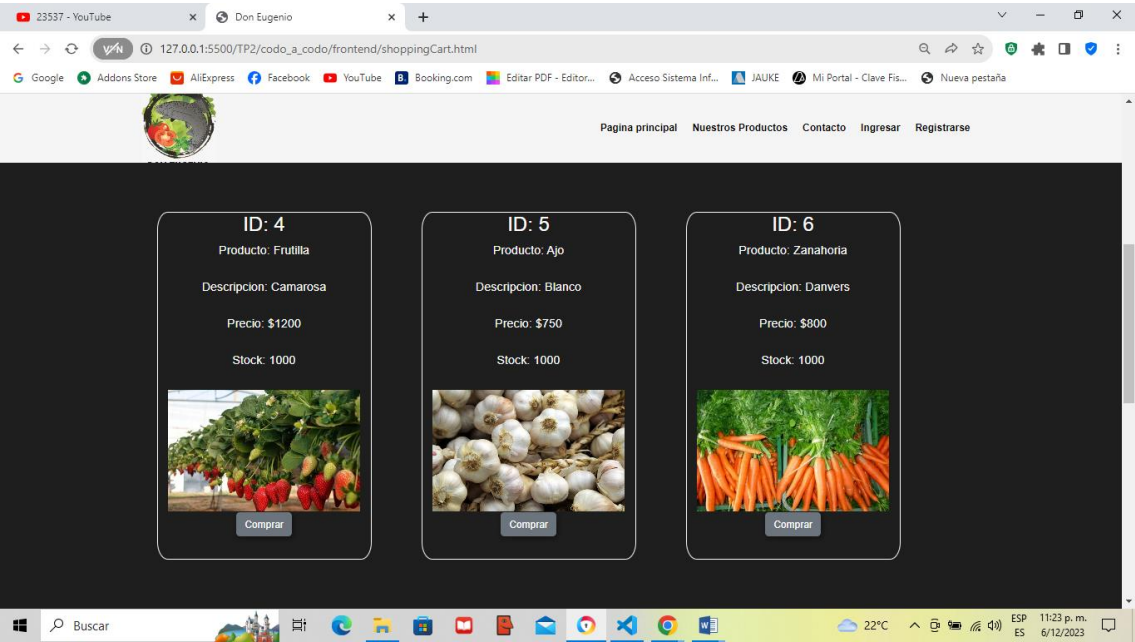 23537 - YouTube
Don Eugenio
VPN
127.0.0.1:5500/TP2/codo_a_codo/frontend/shoppingCart.html
Google Addons Store AliExpress Facebook YouTube B. Booking.com Editar PDF - Editor... Acceso Sistema Inf... JAUKE Mi Portal - Clave Fis... Nueva pestaña
Pagina principal Nuestros Productos Contacto Ingresar Registrarse
ID: 4
Producto: Frutilla
Descripcion: Camarosa
Precio: $1200
Stock: 1000
Comprar
ID: 5
Producto: Ajo
Descripcion: Blanco
Precio: $750
Stock: 1000
Comprar
ID: 6
Producto: Zanahoria
Descripcion: Danvers
Precio: $800
Stock: 1000
Comprar
Buscar
22°C
ESP
ES
11:23 p. m.
6/12/2023